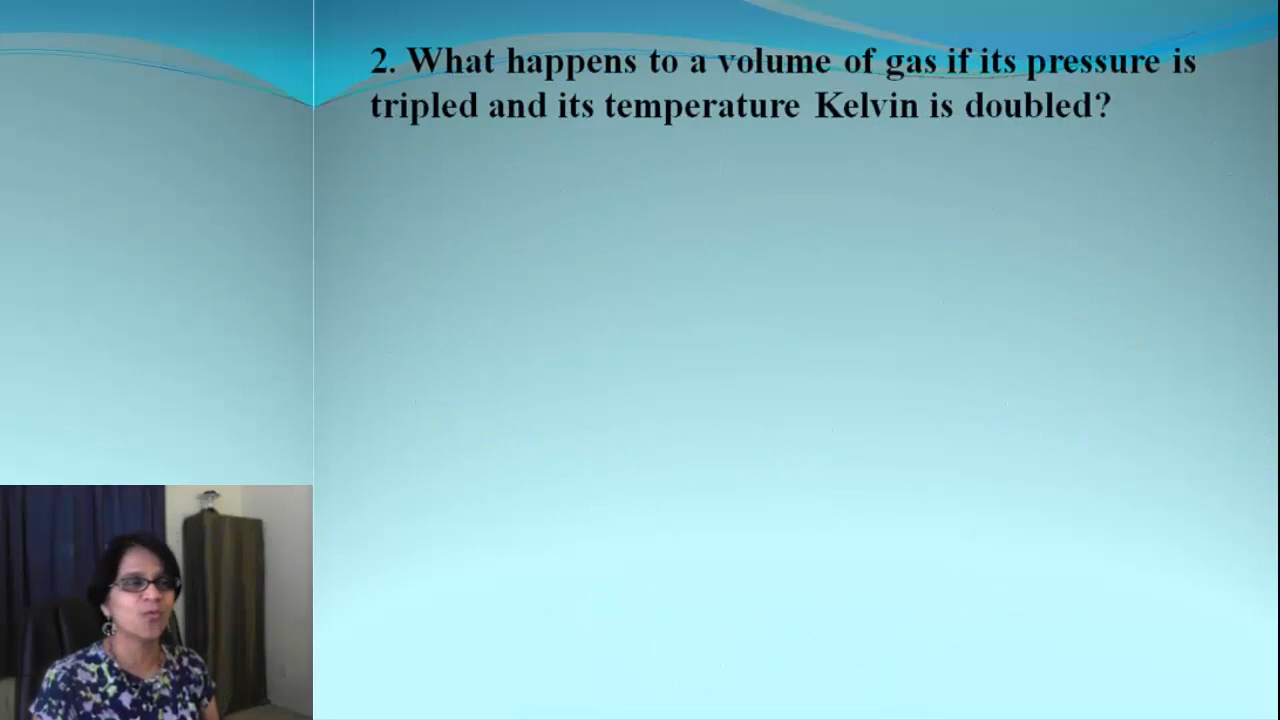 2. What happens to a volume of gas if its pressure is
tripled and its temperature Kelvin is doubled?